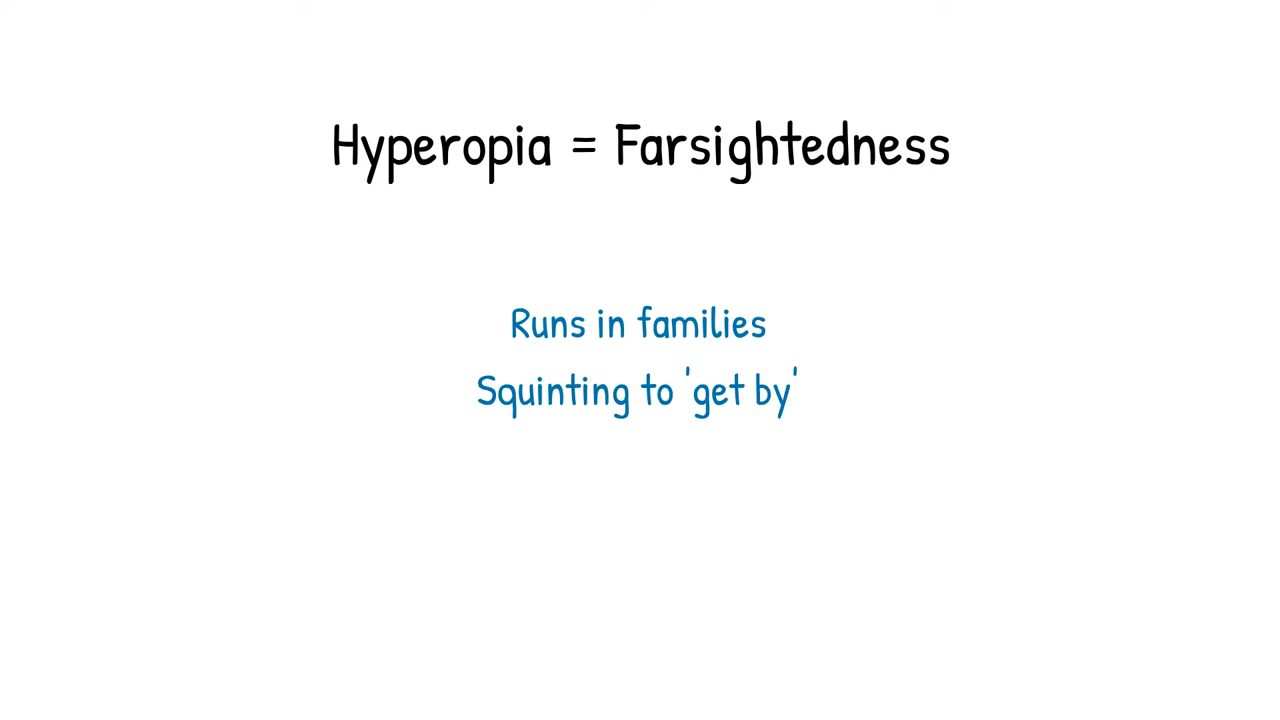 Hyperopia = Farsightedness
Runs in families
Squinting to 'get by'